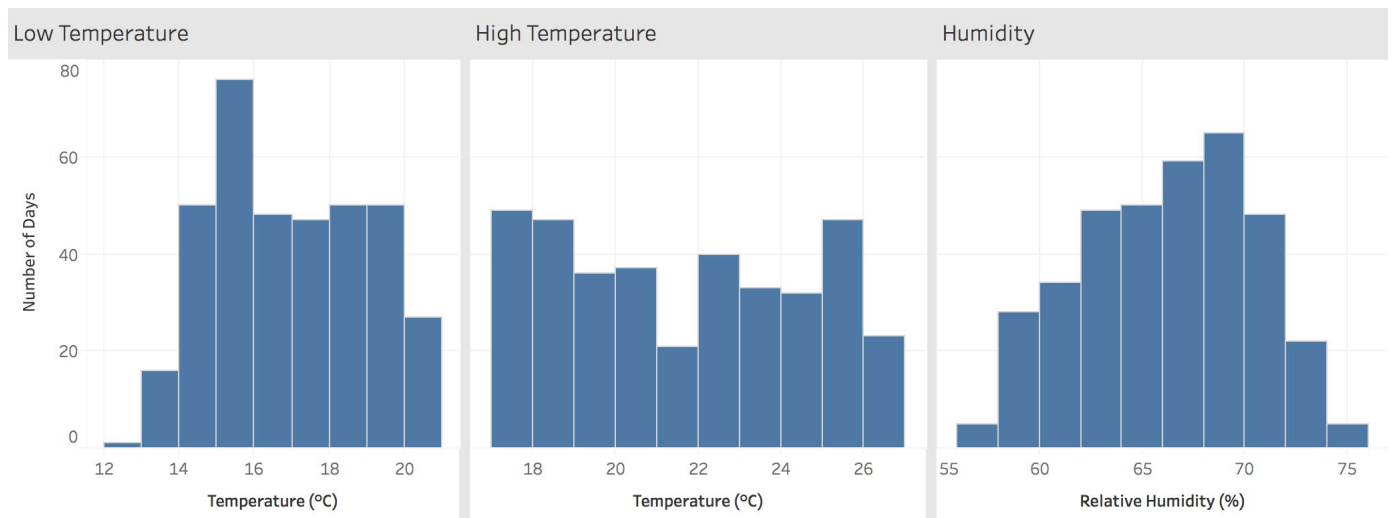 Low Temperature
High Temperature
Humidity
80
60
40
20
0
Number of Days
12 14 16 18 20
18 20 22 24 26
55 60 65 70 75
Temperature (ºC)
Temperature (ºC)
Relative Humidity (%)